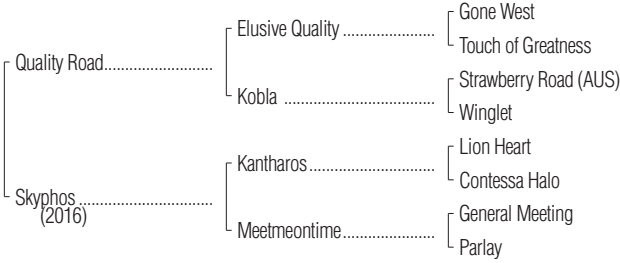 Gone West
Elusive Quality ....................
Touch of Greatness
Quality Road........................
Strawberry Road (AUS)
Kobla .................................
Winglet
Lion Heart
Kantharos...........................
Contessa Halo
Skyphos .............................
(2016)
General Meeting
Meetmeontime....................
Parlay